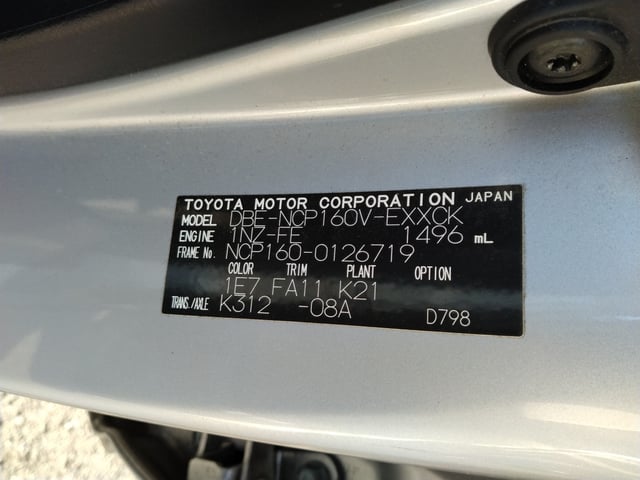 TOYOTA MOTOR CORPORATION JAPAN
MODEL DBE-NCP160V-EXXCK
ENGINE 1NZ-FE 1496 mL
FRAME No. NCP160-0126719
COLOR TRIM PLANT OPTION
1E7 FA11 K21
TRANS./AXLE K312 -08A D798